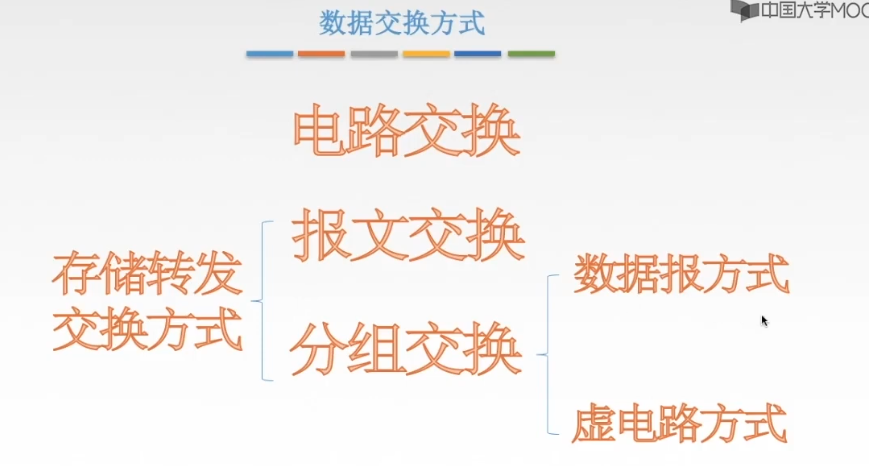 数据交换方式
中国大学MOO
电路交换
报文交换
存储转发
交换方式
数据报方式
分组交换
虚电路方式